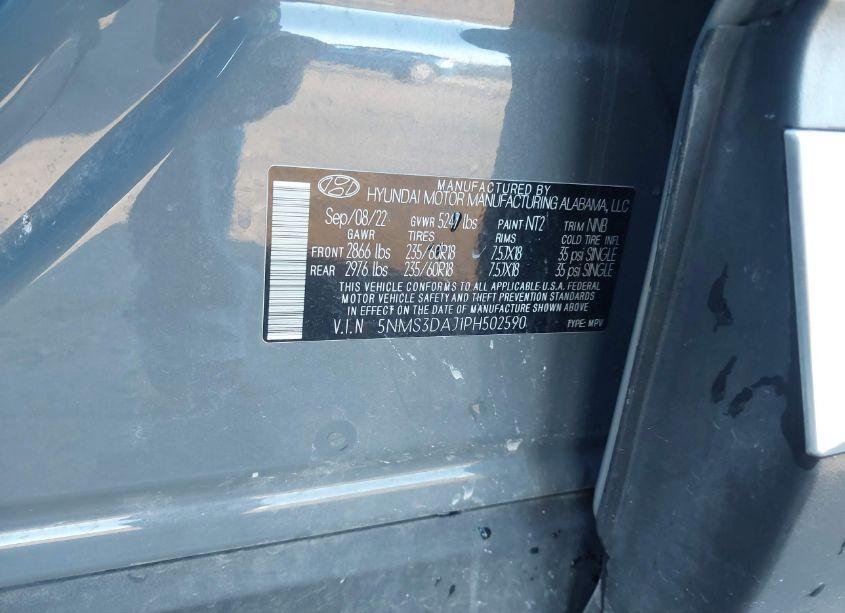 MANUFACTURED BY
HYUNDAI MOTOR MANUFACTURING ALABAMA, LLC
Sep/08/22 GVWR 5247 lbs PAINT NT2 TRIM NNB
GAWR TIRES RIMS COLD TIRE INFL
FRONT 2866 lbs 235/60R18 7.5JX18 35 psi SINGLE
REAR 2976 lbs 235/60R18 7.5JX18 35 psi SINGLE
THIS VEHICLE CONFORMS TO ALL APPLICABLE U.S.A. FEDERAL
MOTOR VEHICLE SAFETY AND THEFT PREVENTION STANDARDS
IN EFFECT ON THE DATE OF MANUFACTURE SHOWN ABOVE.
V.I.N 5NMS3DAJ1PH502590 TYPE: MPV